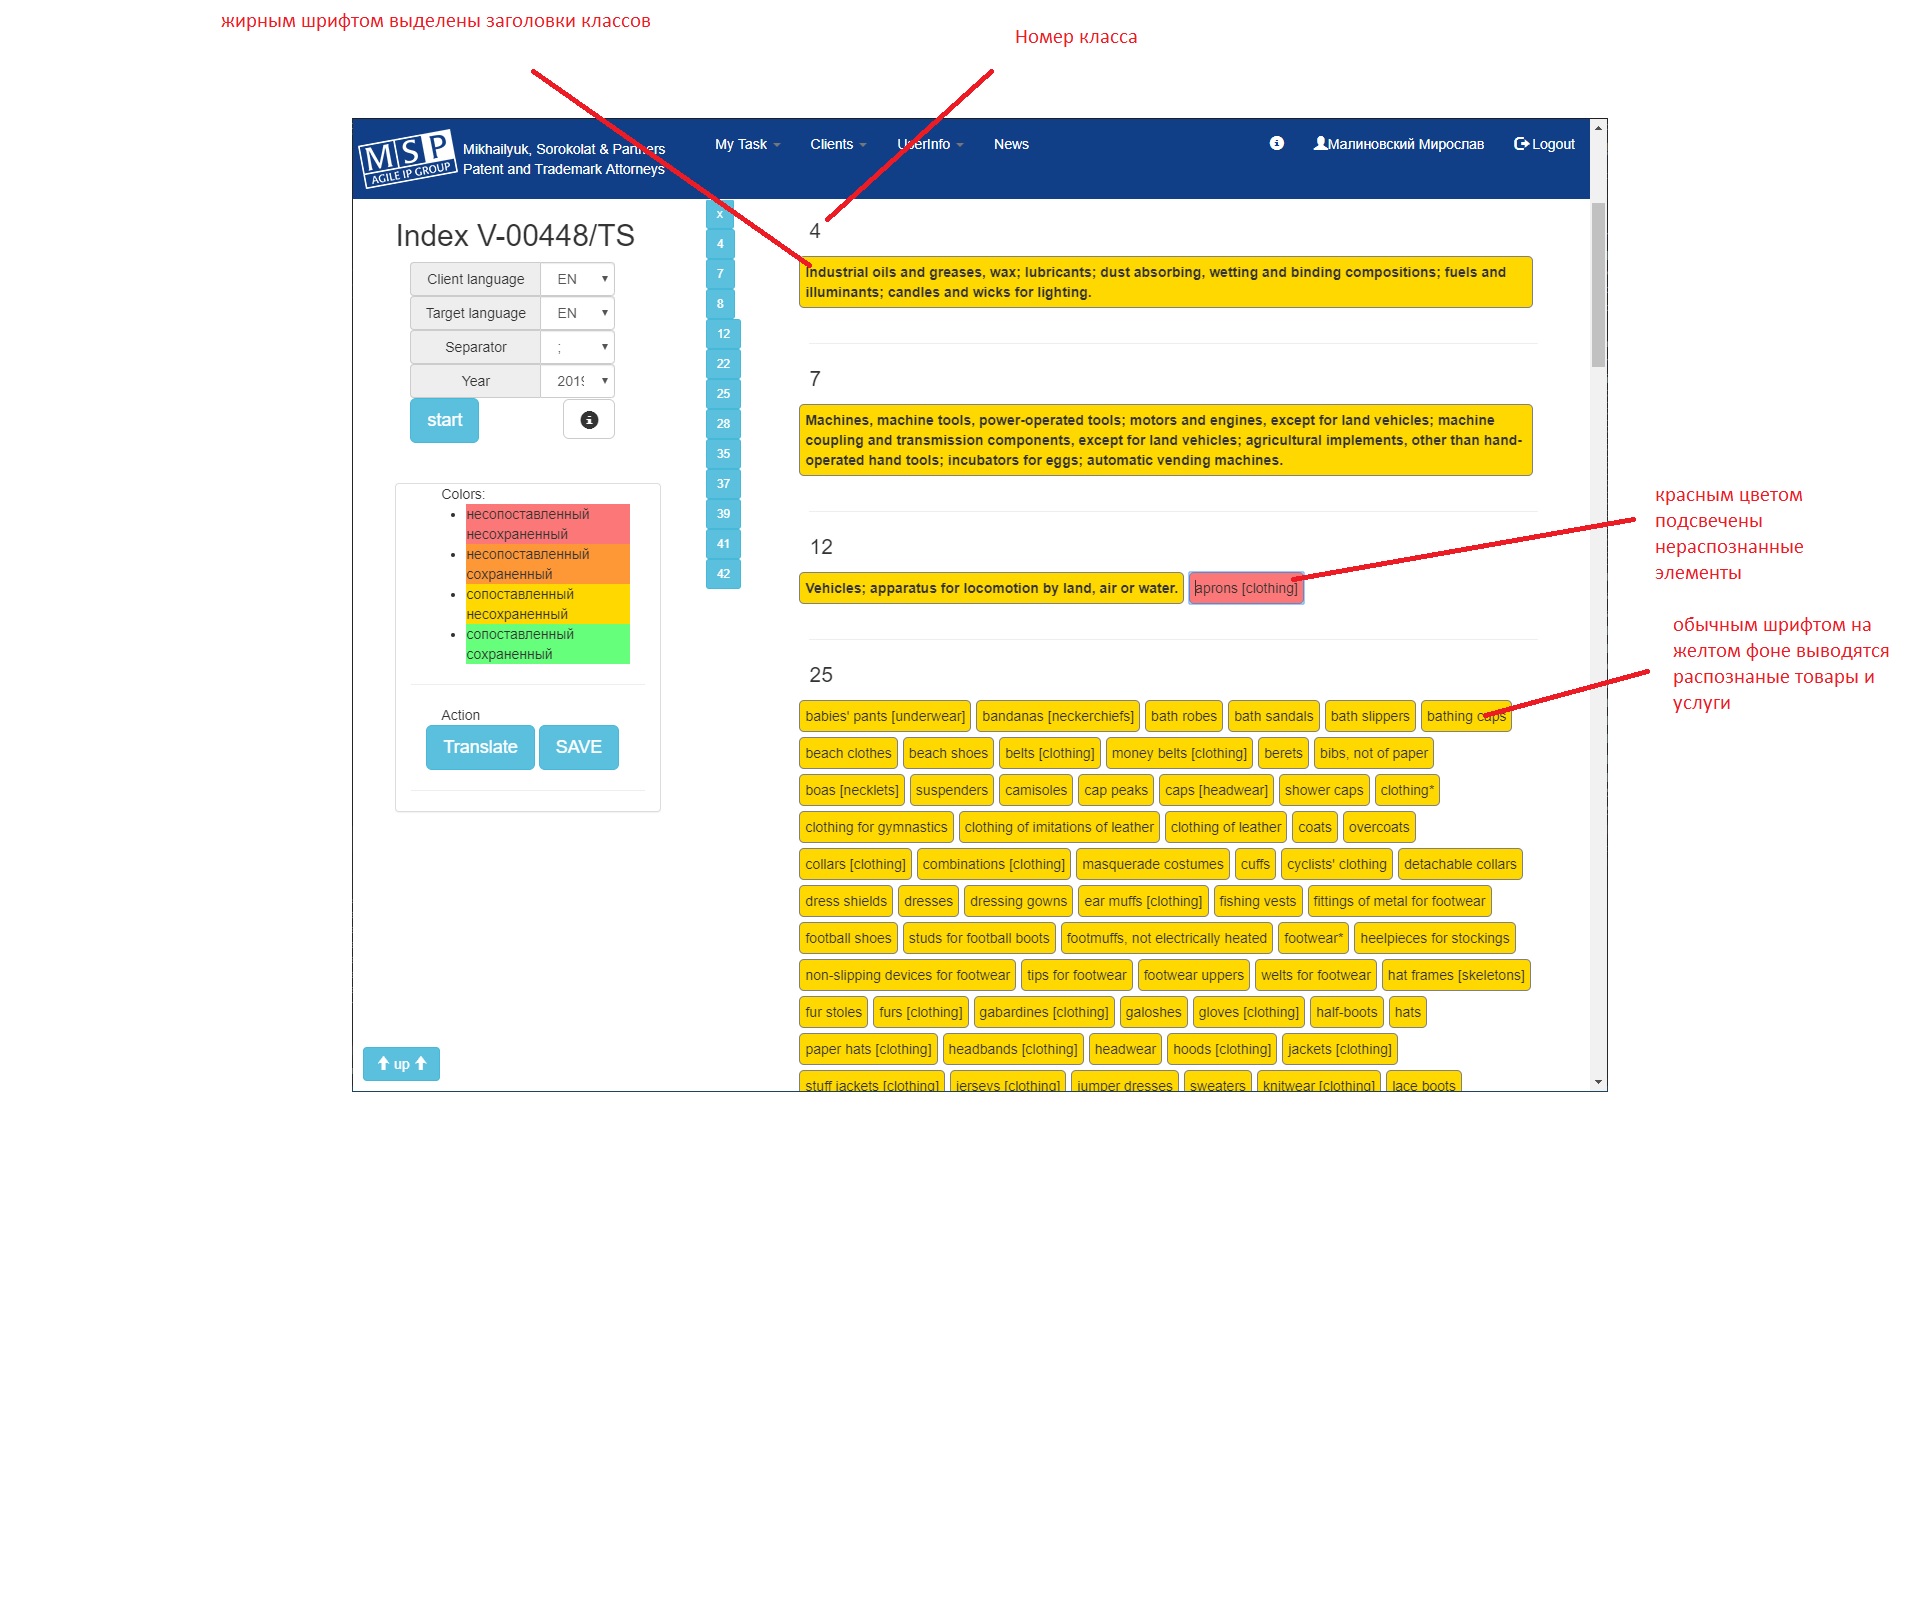 жирным шрифтом выделены заголовки классов
Номер класса
MSP
AGILE IP GROUP
Mikhailyuk, Sorokolat & Partners
Patent and Trademark Attorneys
My Task
Clients
UserInfo
News
Малиновский Мирослав
Logout
Index V-00448/TS
Client language EN
Target language EN
Separator ;
Year 2019
start
Colors:
несопоставленный
несохраненный
несопоставленный
сохраненный
сопоставленный
несохраненный
сопоставленный
сохраненный
Action
Translate SAVE
up
x
4
7
8
12
22
25
28
35
37
39
41
42
4
Industrial oils and greases, wax; lubricants; dust absorbing, wetting and binding compositions; fuels and
illuminants; candles and wicks for lighting.
7
Machines, machine tools, power-operated tools; motors and engines, except for land vehicles; machine
coupling and transmission components, except for land vehicles; agricultural implements, other than hand-
operated hand tools; incubators for eggs; automatic vending machines.
12
Vehicles; apparatus for locomotion by land, air or water. aprons [clothing]
25
babies' pants [underwear] bandanas [neckerchiefs] bath robes bath sandals bath slippers bathing caps
beach clothes beach shoes belts [clothing] money belts [clothing] berets bibs, not of paper
boas [necklets] suspenders camisoles cap peaks caps [headwear] shower caps clothing*
clothing for gymnastics clothing of imitations of leather clothing of leather coats overcoats
collars [clothing] combinations [clothing] masquerade costumes cuffs cyclists' clothing detachable collars
dress shields dresses dressing gowns ear muffs [clothing] fishing vests fittings of metal for footwear
football shoes studs for football boots footmuffs, not electrically heated footwear* heelpieces for stockings
non-slipping devices for footwear tips for footwear footwear uppers welts for footwear hat frames [skeletons]
fur stoles furs [clothing] gabardines [clothing] galoshes gloves [clothing] half-boots hats
paper hats [clothing] headbands [clothing] headwear hoods [clothing] jackets [clothing]
stuff jackets [clothing] jerseys [clothing] jumper dresses sweaters knitwear [clothing] lace boots
красным цветом
подсвечены
нераспознанные
элементы
обычным шрифтом на
желтом фоне выводятся
распознаные товары и
услуги